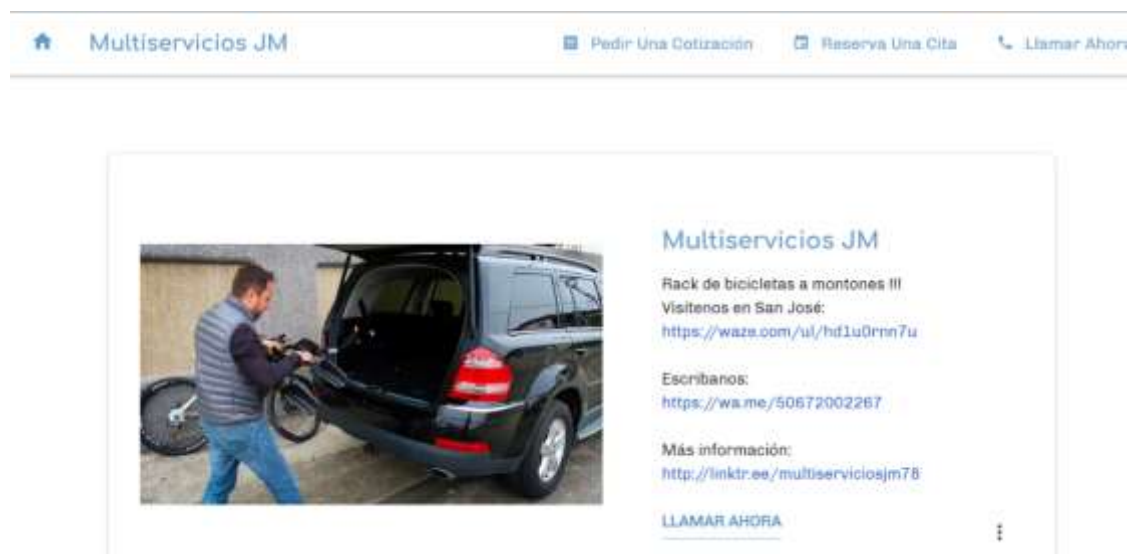 Multiservicios JM
Pedir Una Cotización
Reserva Una Cita
Llamar Ahora
Multiservicios JM
Rack de bicicletas a montones !!!
Visítenos en San José:
https://waze.com/ul/hd1u0rnn7u
Escríbanos:
https://wa.me/50672002267
Más información:
http://linktr.ee/multiserviciosjm78
LLAMAR AHORA